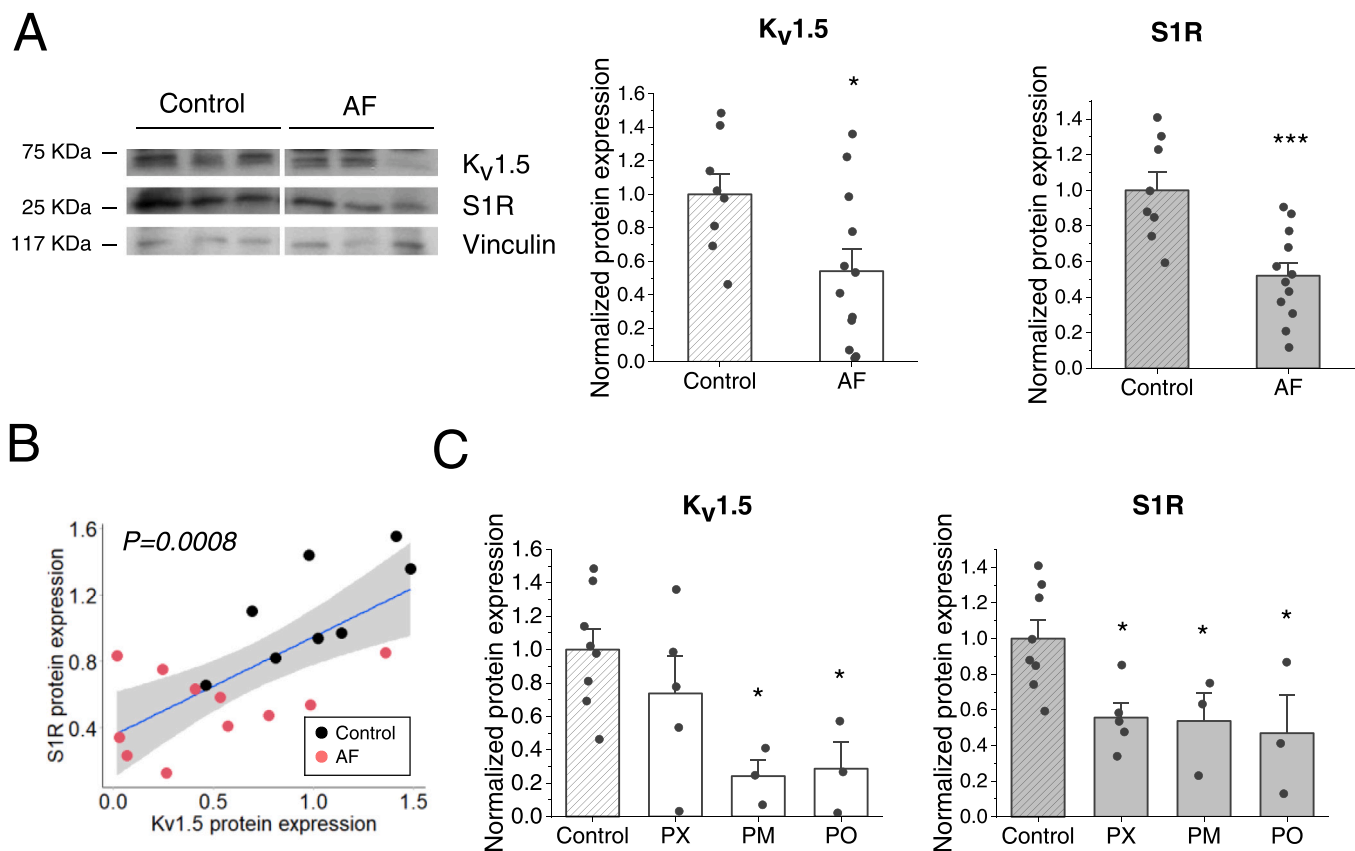 A
Control AF
75 KDa
Kv1.5
25 KDa
S1R
117 KDa
Vinculin
Kv1.5
Normalized protein expression
1.6
1.4
1.2
1.0
0.8
0.6
0.4
0.2
0.0
*
Control AF
S1R
Normalized protein expression
1.4
1.2
1.0
0.8
0.6
0.4
0.2
0.0
***
Control AF
B
P=0.0008
S1R protein expression
1.6
1.2
0.8
0.4
Control
AF
0.0 0.5 1.0 1.5
Kv1.5 protein expression
C
Kv1.5
Normalized protein expression
1.6
1.4
1.2
1.0
0.8
0.6
0.4
0.2
0.0
* *
Control PX PM PO
S1R
Normalized protein expression
1.6
1.4
1.2
1.0
0.8
0.6
0.4
0.2
0.0
* * *
Control PX PM PO